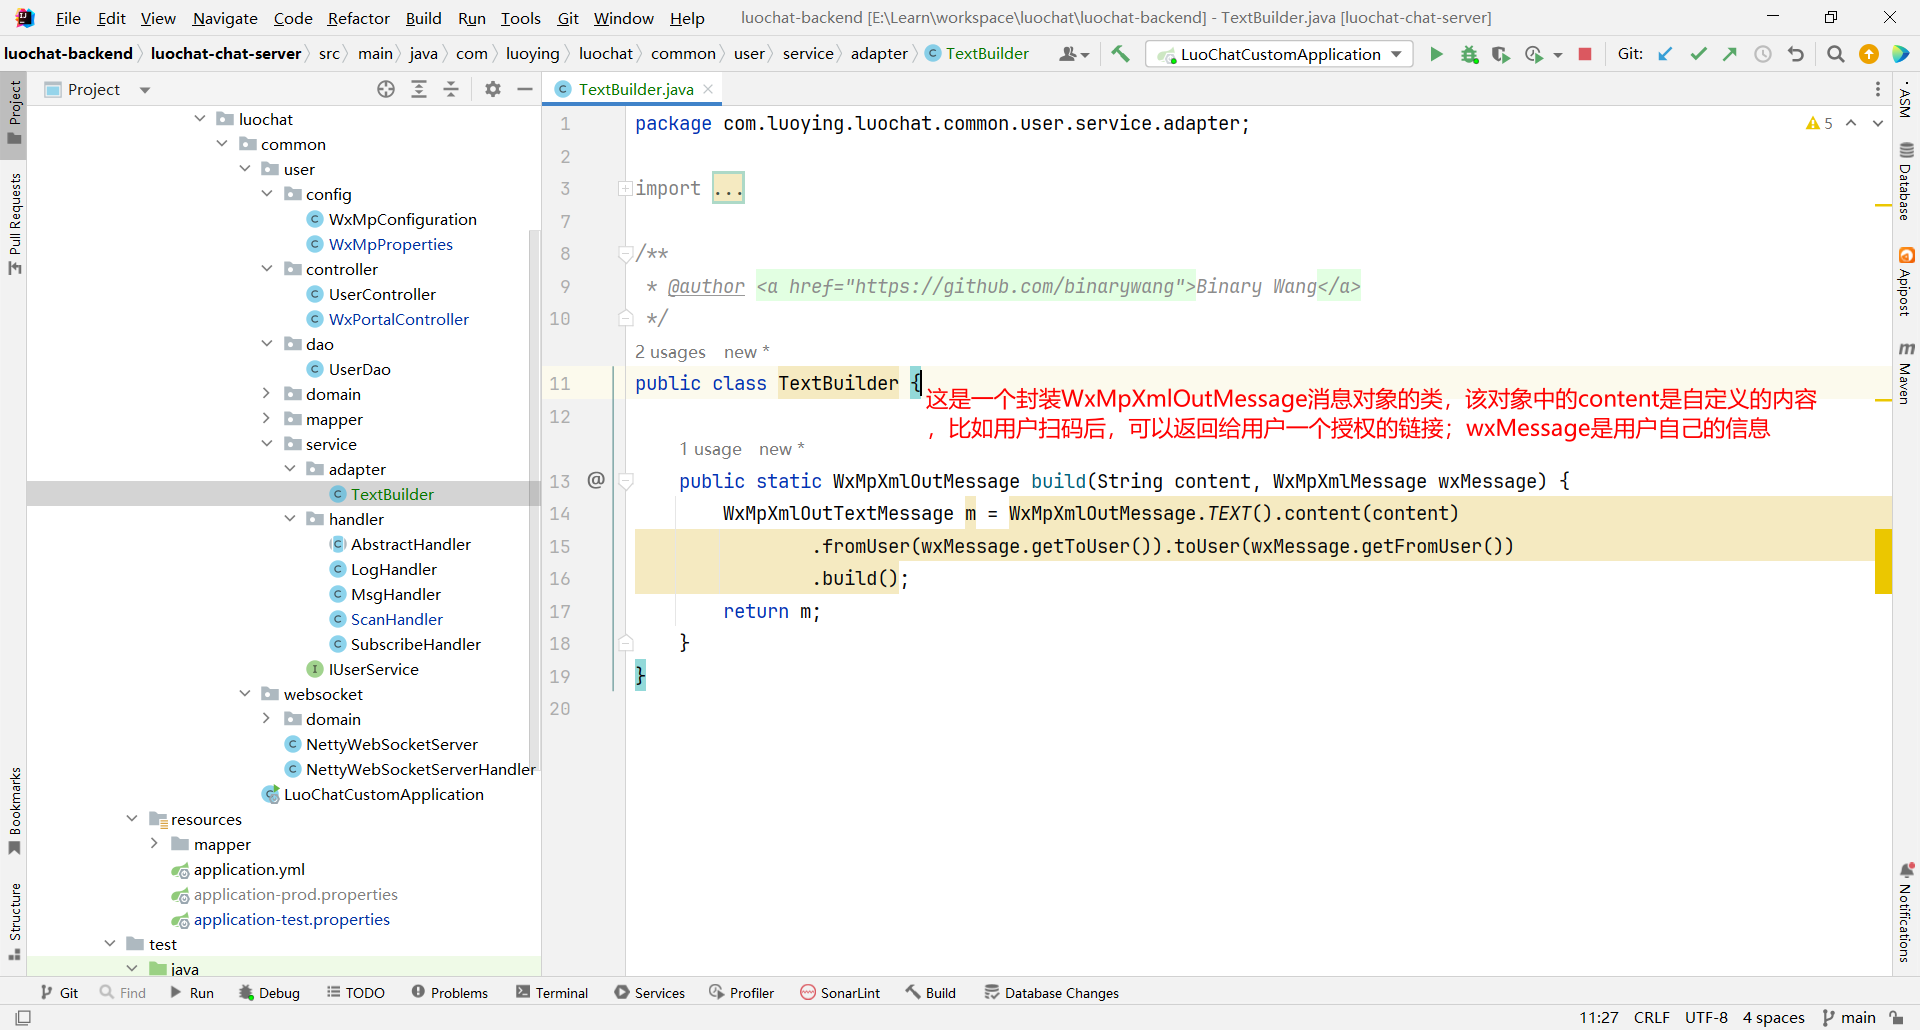 File Edit View Navigate Code Refactor Build Run Tools Git Window Help luochat-backend [E:\Learn\workspace\luochat\luochat-backend] - TextBuilder.java [luochat-chat-server]
luochat-backend luochat-chat-server src main java com luoying luochat common user service adapter TextBuilder LuoChatCustomApplication Git:
Project
Pull Requests
Bookmarks
Structure
Project
luochat
common
user
config
WxMpConfiguration
WxMpProperties
controller
UserController
WxPortalController
dao
UserDao
domain
mapper
service
adapter
TextBuilder
handler
AbstractHandler
LogHandler
MsgHandler
ScanHandler
SubscribeHandler
IUserService
websocket
domain
NettyWebSocketServer
NettyWebSocketServerHandler
LuoChatCustomApplication
resources
mapper
application.yml
application-prod.properties
application-test.properties
test
java
TextBuilder.java
5
1 package com.luoying.luochat.common.user.service.adapter;
2
3 import ...
7
8 /**
9 * @author <a href="https://github.com/binarywang">Binary Wang</a>
10 */
2 usages new *
11 public class TextBuilder {
这是一个封装WxMpXmlOutMessage消息对象的类，该对象中的content是自定义的内容
，比如用户扫码后，可以返回给用户一个授权的链接；wxMessage是用户自己的信息
12
1 usage new *
13 @ public static WxMpXmlOutMessage build(String content, WxMpXmlMessage wxMessage) {
14 WxMpXmlOutTextMessage m = WxMpXmlOutMessage.TEXT().content(content)
15 .fromUser(wxMessage.getToUser()).toUser(wxMessage.getFromUser())
16 .build();
17 return m;
18 }
19 }
20
ASM
Database
Apipost
m Maven
Notifications
Git Find Run Debug TODO Problems Terminal Services Profiler SonarLint Build Database Changes
11:27 CRLF UTF-8 4 spaces main